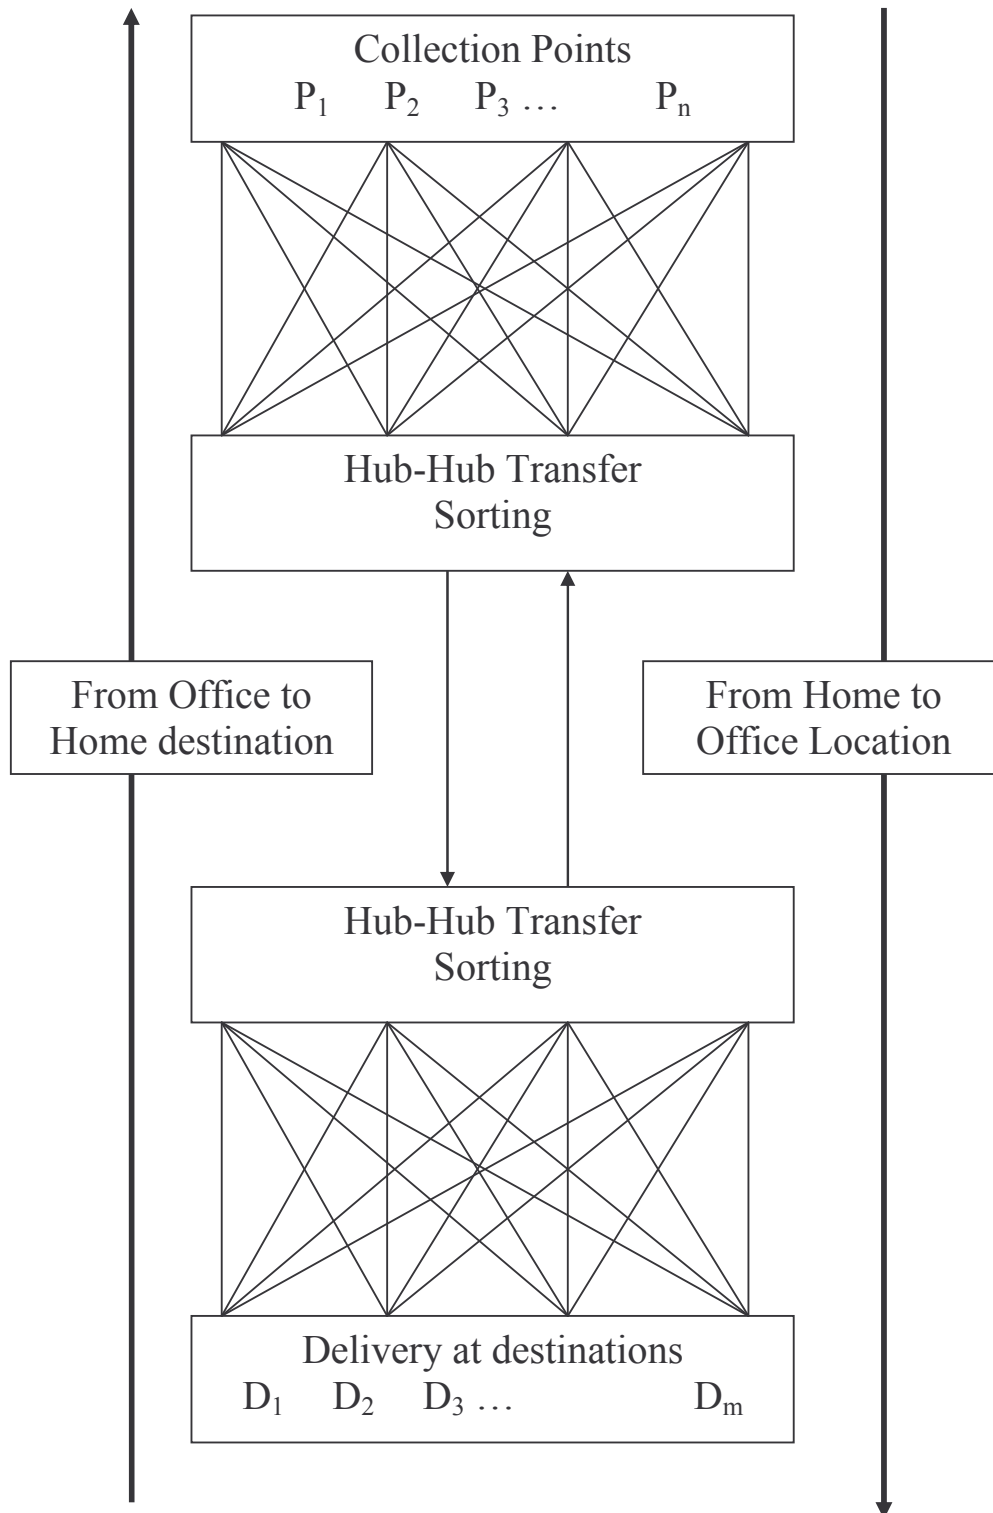 Collection Points
P₁ P₂ P₃ … Pₙ
Hub-Hub Transfer
Sorting
From Office to
Home destination
From Home to
Office Location
Hub-Hub Transfer
Sorting
Delivery at destinations
D₁ D₂ D₃ … Dₘ